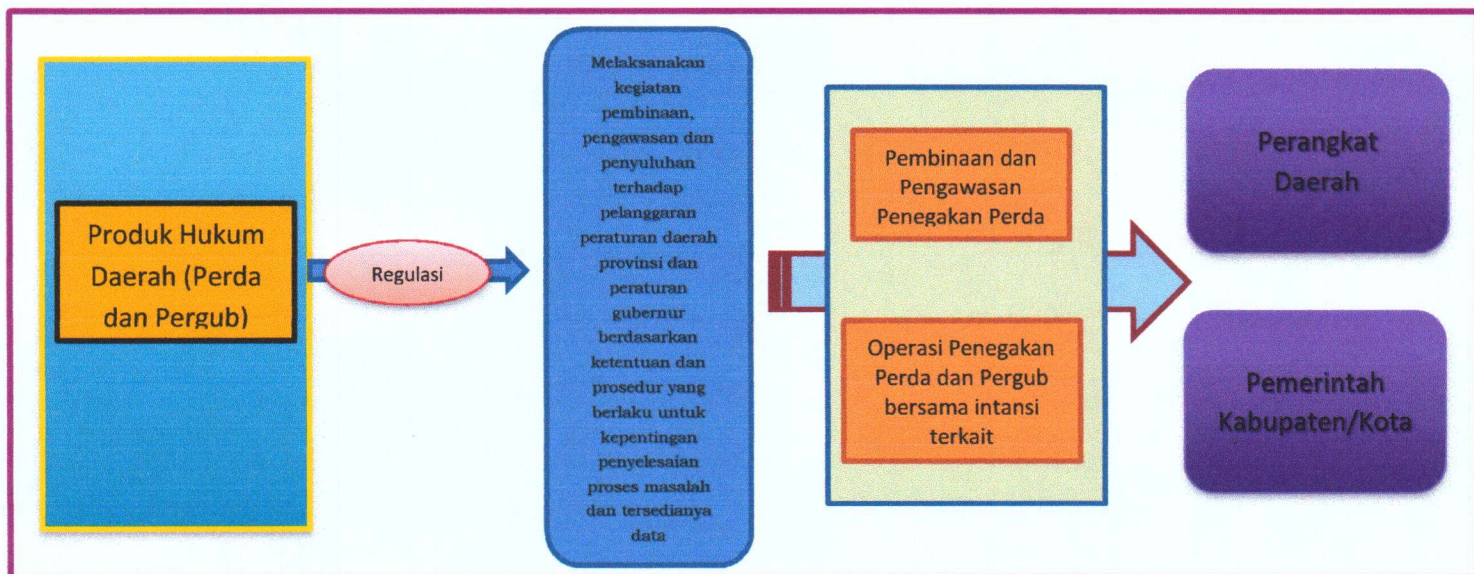 Produk Hukum
Daerah (Perda
dan Pergub)
Regulasi
Melaksanakan
kegiatan
pembinaan,
pengawasan dan
penyuluhan
terhadap
pelanggaran
peraturan daerah
provinsi dan
peraturan
gubernur
berdasarkan
ketentuan dan
prosedur yang
berlaku untuk
kepentingan
penyelesaian
proses masalah
dan tersedianya
data
Pembinaan dan
Pengawasan
Penegakan Perda
Operasi Penegakan
Perda dan Pergub
bersama intansi
terkait
Perangkat
Daerah
Pemerintah
Kabupaten/Kota